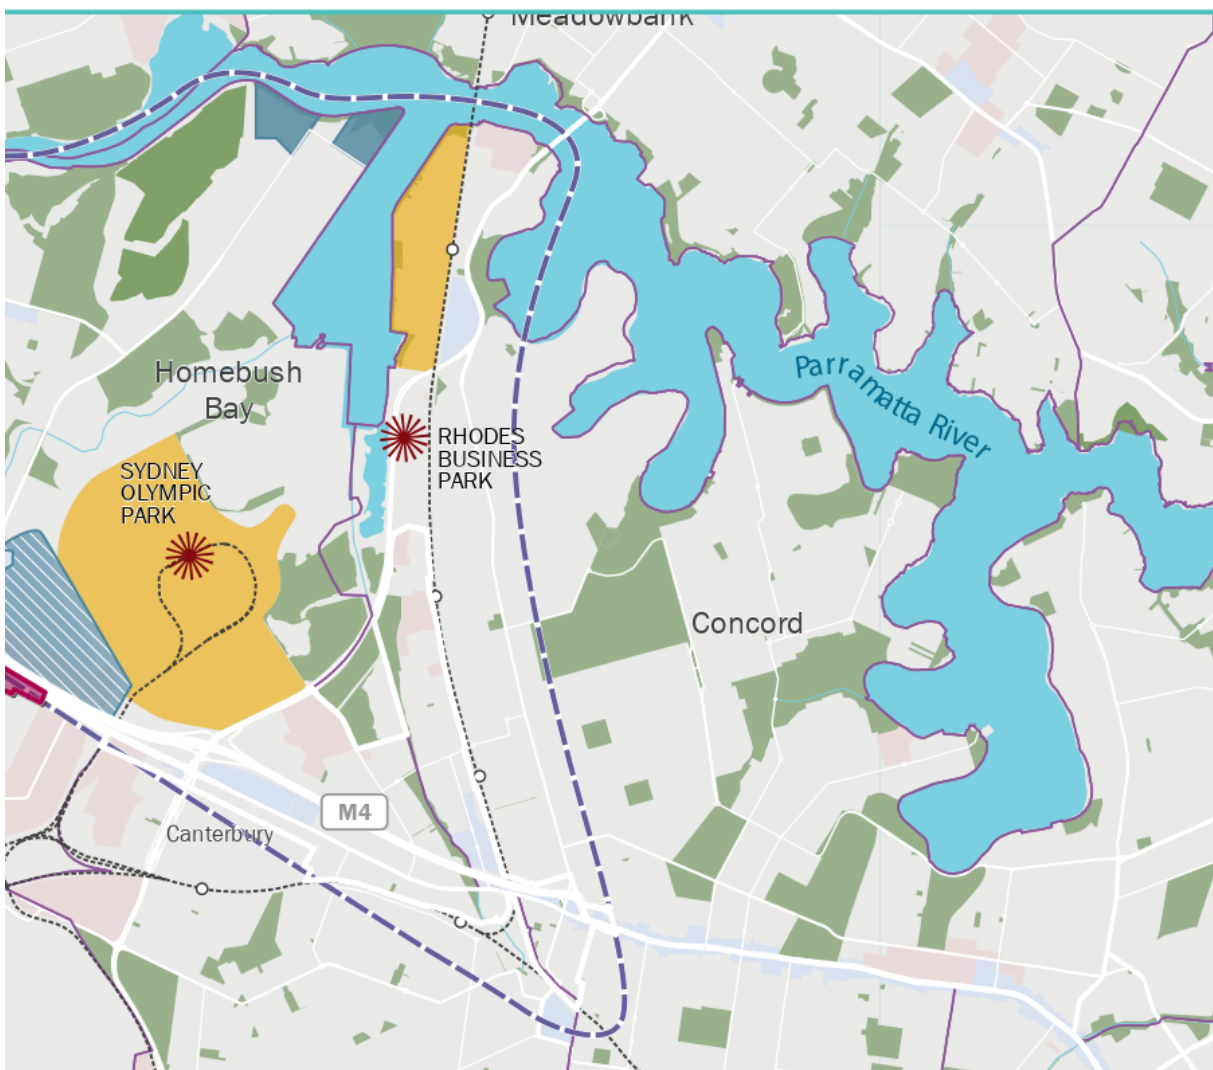 Meadowbank
Parramatta River
Homebush
Bay
RHODES
BUSINESS
PARK
SYDNEY
OLYMPIC
PARK
Concord
M4
Canterbury